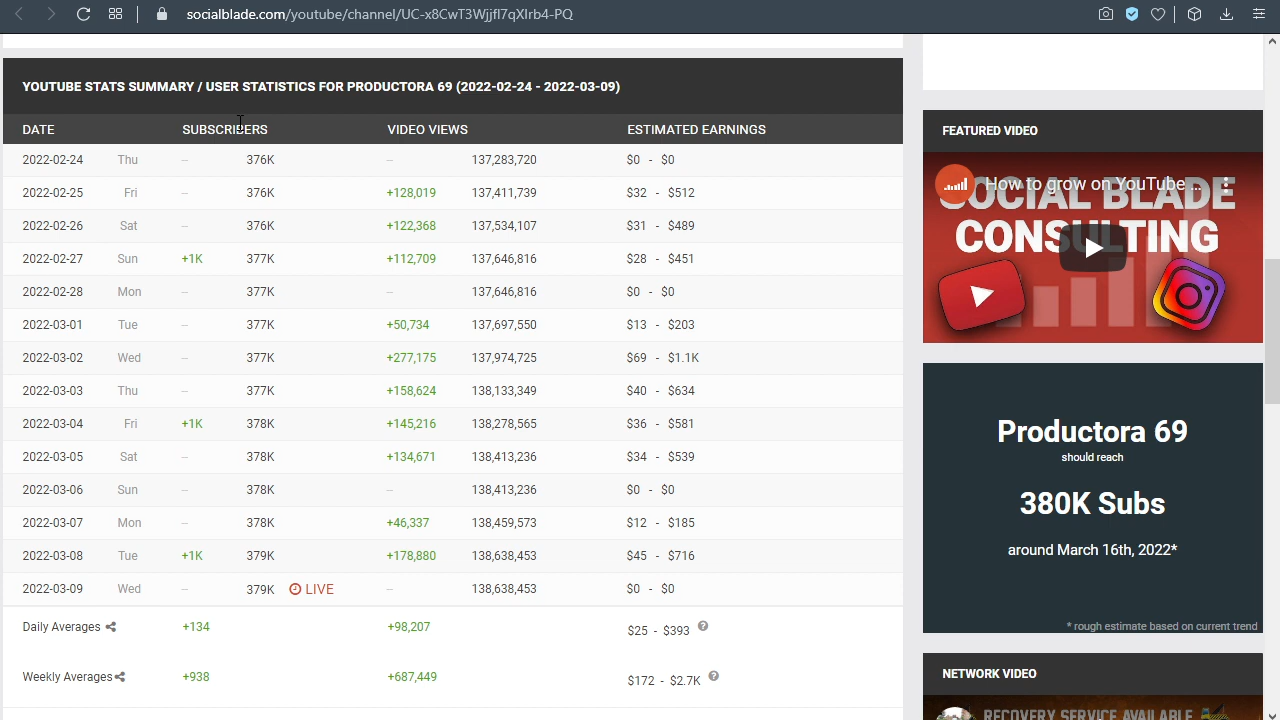 socialblade.com/youtube/channel/UC-x8CwT3Wjjfl7qXIrb4-PQ
YOUTUBE STATS SUMMARY / USER STATISTICS FOR PRODUCTORA 69 (2022-02-24 - 2022-03-09)
DATE SUBSCRIBERS VIDEO VIEWS ESTIMATED EARNINGS
2022-02-24 Thu -- 376K -- 137,283,720 $0 - $0
2022-02-25 Fri -- 376K +128,019 137,411,739 $32 - $512
2022-02-26 Sat -- 376K +122,368 137,534,107 $31 - $489
2022-02-27 Sun +1K 377K +112,709 137,646,816 $28 - $451
2022-02-28 Mon -- 377K -- 137,646,816 $0 - $0
2022-03-01 Tue -- 377K +50,734 137,697,550 $13 - $203
2022-03-02 Wed -- 377K +277,175 137,974,725 $69 - $1.1K
2022-03-03 Thu -- 377K +158,624 138,133,349 $40 - $634
2022-03-04 Fri +1K 378K +145,216 138,278,565 $36 - $581
2022-03-05 Sat -- 378K +134,671 138,413,236 $34 - $539
2022-03-06 Sun -- 378K -- 138,413,236 $0 - $0
2022-03-07 Mon -- 378K +46,337 138,459,573 $12 - $185
2022-03-08 Tue +1K 379K +178,880 138,638,453 $45 - $716
2022-03-09 Wed -- 379K LIVE -- 138,638,453 $0 - $0
Daily Averages +134 +98,207 $25 - $393 ?
Weekly Averages +938 +687,449 $172 - $2.7K ?
FEATURED VIDEO
How to grow on YouTube ...
SOCIAL BLADE
CONSULTING
Productora 69
should reach
380K Subs
around March 16th, 2022*
* rough estimate based on current trend
NETWORK VIDEO
RECOVERY SERVICE AVAILABLE